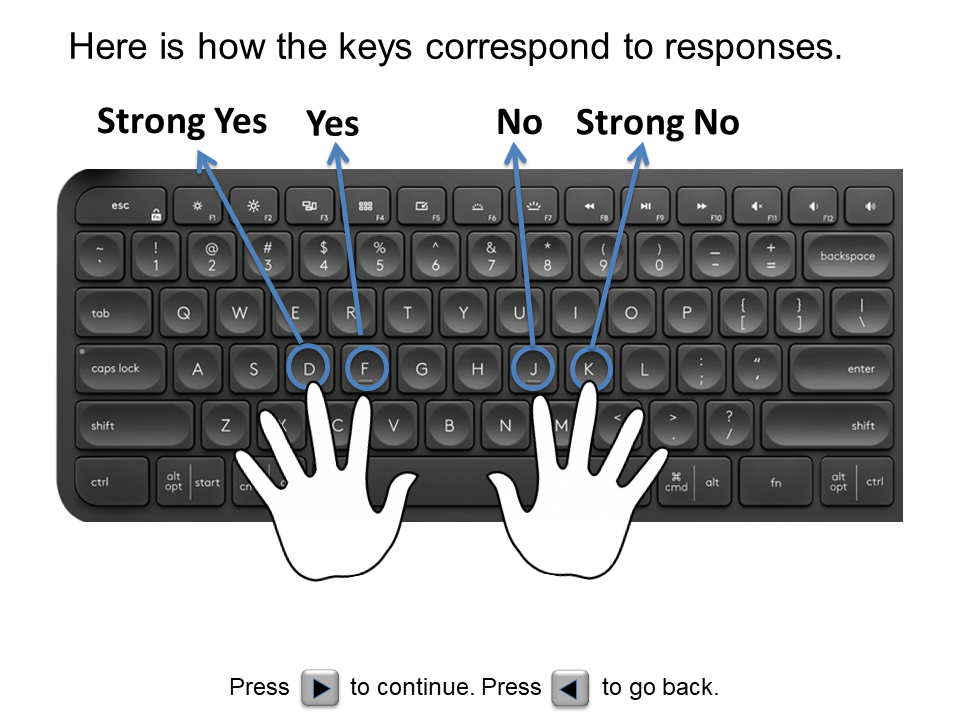 Here is how the keys correspond to responses.
Strong Yes Yes No Strong No
esc fn F1 F2 F3 F4 F5 F6 F7 F8 F9 F10 F11 F12
~ ! @ # $ % ^ & * ( ) _ +
` 1 2 3 4 5 6 7 8 9 0 - = backspace
tab Q W E R T Y U I O P { [ } ] | \
caps lock A S D F G H J K L : ; " ' enter
shift Z X C V B N M < > . ? / shift
ctrl alt opt start cn ⌘ cmd alt fn alt opt ctrl
Press to continue. Press to go back.